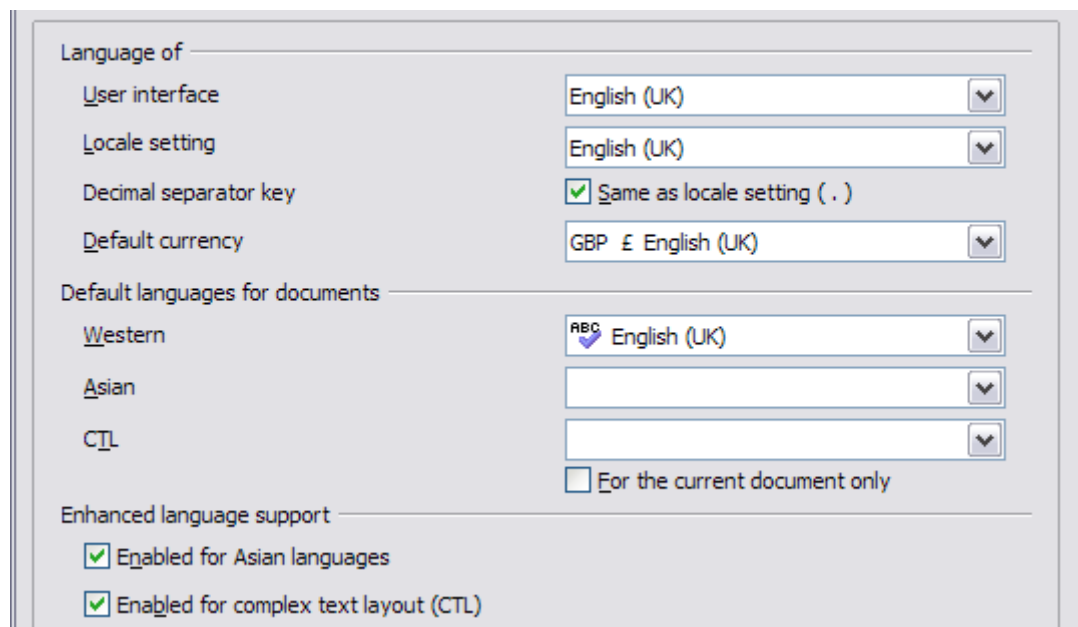 Language of
User interface English (UK)
Locale setting English (UK)
Decimal separator key Same as locale setting ( . )
Default currency GBP £ English (UK)
Default languages for documents
Western ABC English (UK)
Asian
CTL
For the current document only
Enhanced language support
Enabled for Asian languages
Enabled for complex text layout (CTL)